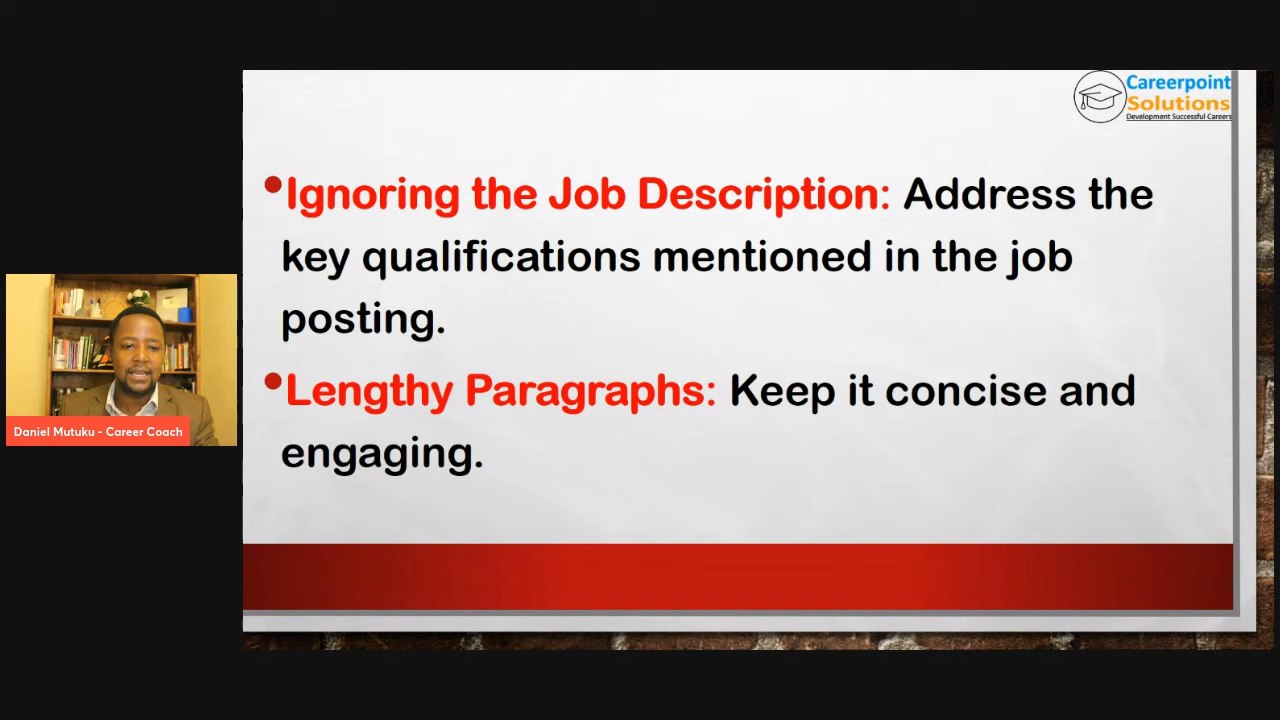 Careerpoint
Solutions
Development Successful Careers
•Ignoring the Job Description: Address the
key qualifications mentioned in the job
posting.
•Lengthy Paragraphs: Keep it concise and
engaging.
Daniel Mutuku - Career Coach